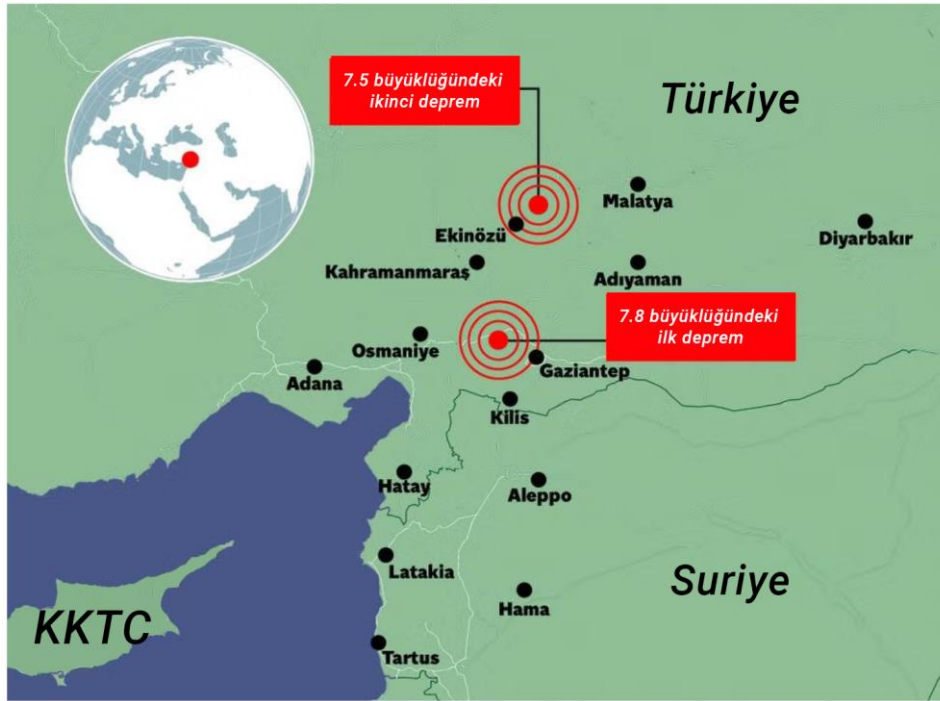 7.5 büyüklüğündeki
ikinci deprem
Türkiye
Malatya
Ekinözü
Diyarbakır
Kahramanmaraş
Adıyaman
7.8 büyüklüğündeki
ilk deprem
Osmaniye
Gaziantep
Adana
Kilis
Hatay
Aleppo
Latakia
Suriye
Hama
KKTC
Tartus